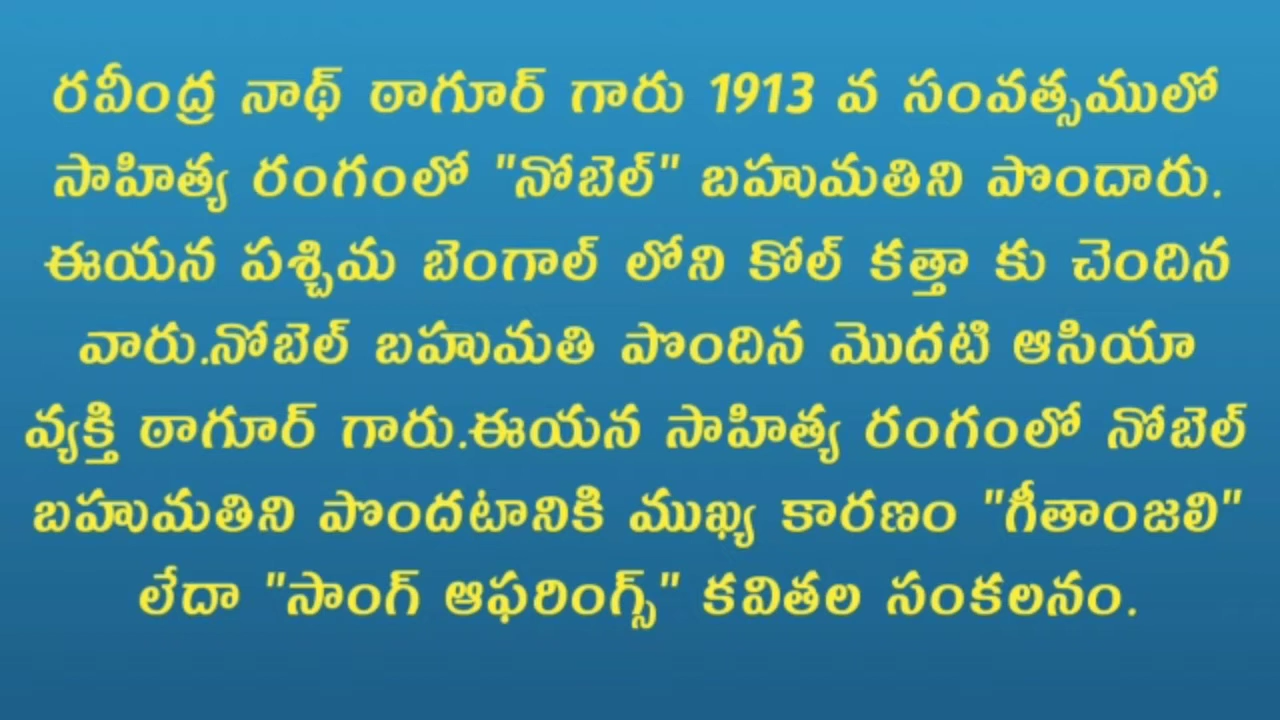 రవీంద్ర నాథ్ ఠాగూర్ గారు 1913 వ సంవత్సములో
సాహిత్య రంగంలో "నోబెల్" బహుమతిని పొందారు.
ఈయన పశ్చిమ బెంగాల్ లోని కోల్ కత్తా కు చెందిన
వారు.నోబెల్ బహుమతి పొందిన మొదటి ఆసియా
వ్యక్తి ఠాగూర్ గారు.ఈయన సాహిత్య రంగంలో నోబెల్
బహుమతిని పొందటానికి ముఖ్య కారణం "గీతాంజలి"
లేదా "సాంగ్ ఆఫరింగ్స్" కవితల సంకలనం.